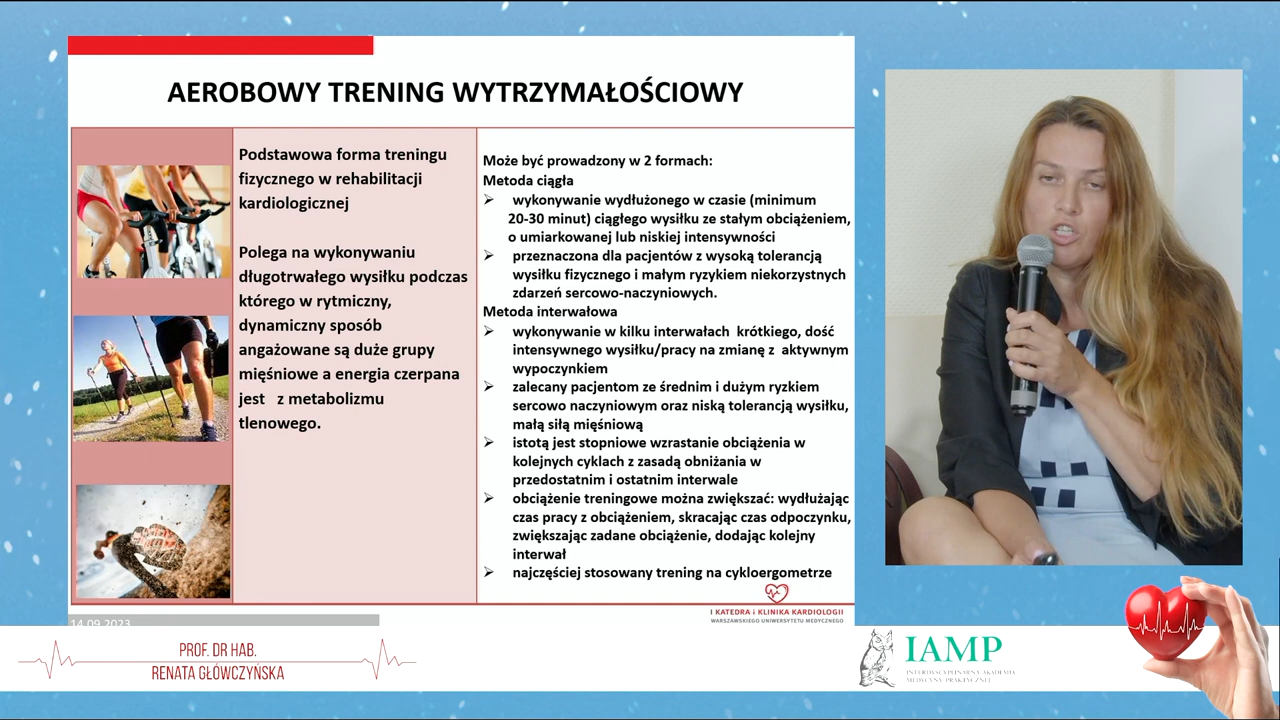 AEROBOWY TRENING WYTRZYMAŁOŚCIOWY
Podstawowa forma treningu
fizycznego w rehabilitacji
kardiologicznej
Polega na wykonywaniu
długotrwałego wysiłku podczas
którego w rytmiczny,
dynamiczny sposób
angażowane są duże grupy
mięśniowe a energia czerpana
jest z metabolizmu
tlenowego.
Może być prowadzony w 2 formach:
Metoda ciągła
➢ wykonywanie wydłużonego w czasie (minimum
20-30 minut) ciągłego wysiłku ze stałym obciążeniem,
o umiarkowanej lub niskiej intensywności
➢ przeznaczona dla pacjentów z wysoką tolerancją
wysiłku fizycznego i małym ryzykiem niekorzystnych
zdarzeń sercowo-naczyniowych.
Metoda interwałowa
➢ wykonywanie w kilku interwałach krótkiego, dość
intensywnego wysiłku/pracy na zmianę z aktywnym
wypoczynkiem
➢ zalecany pacjentom ze średnim i dużym ryzkiem
sercowo naczyniowym oraz niską tolerancją wysiłku,
małą siłą mięśniową
➢ istotą jest stopniowe wzrastanie obciążenia w
kolejnych cyklach z zasadą obniżania w
przedostatnim i ostatnim interwale
➢ obciążenie treningowe można zwiększać: wydłużając
czas pracy z obciążeniem, skracając czas odpoczynku,
zwiększając zadane obciążenie, dodając kolejny
interwał
➢ najczęściej stosowany trening na cykloergometrze
I KATEDRA i KLINIKA KARDIOLOGII
WARSZAWSKIEGO UNIWERSYTETU MEDYCZNEGO
14.09.2023
PROF. DR HAB.
RENATA GŁÓWCZYŃSKA
IAMP
INTERDYSCYPLINARNA AKADEMIA
MEDYCYNY PRAKTYCZNEJ